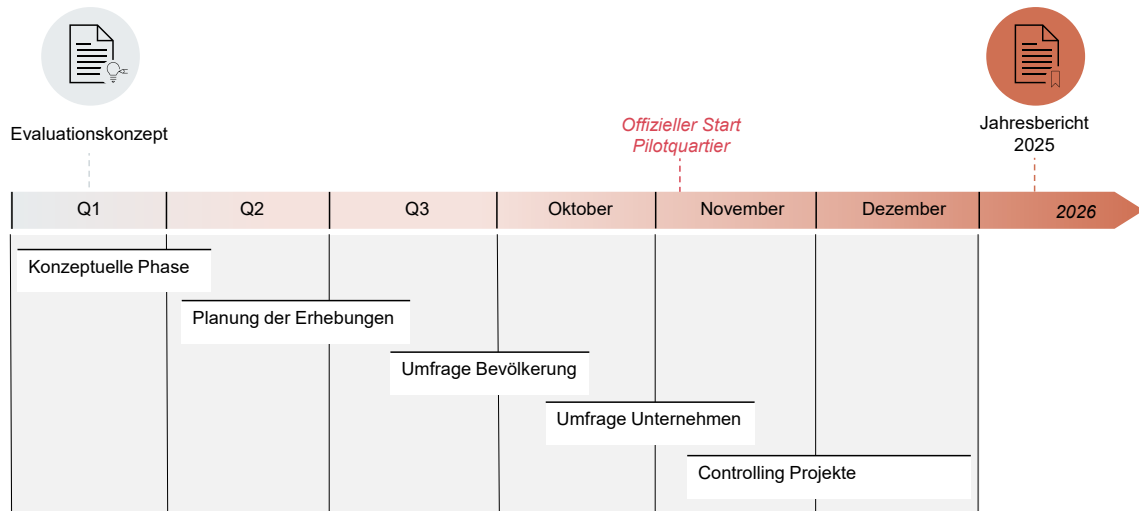 Evaluationskonzept
Offizieller Start
Pilotquartier
Jahresbericht
2025
Q1
Q2
Q3
Oktober
November
Dezember
2026
Konzeptuelle Phase
Planung der Erhebungen
Umfrage Bevölkerung
Umfrage Unternehmen
Controlling Projekte